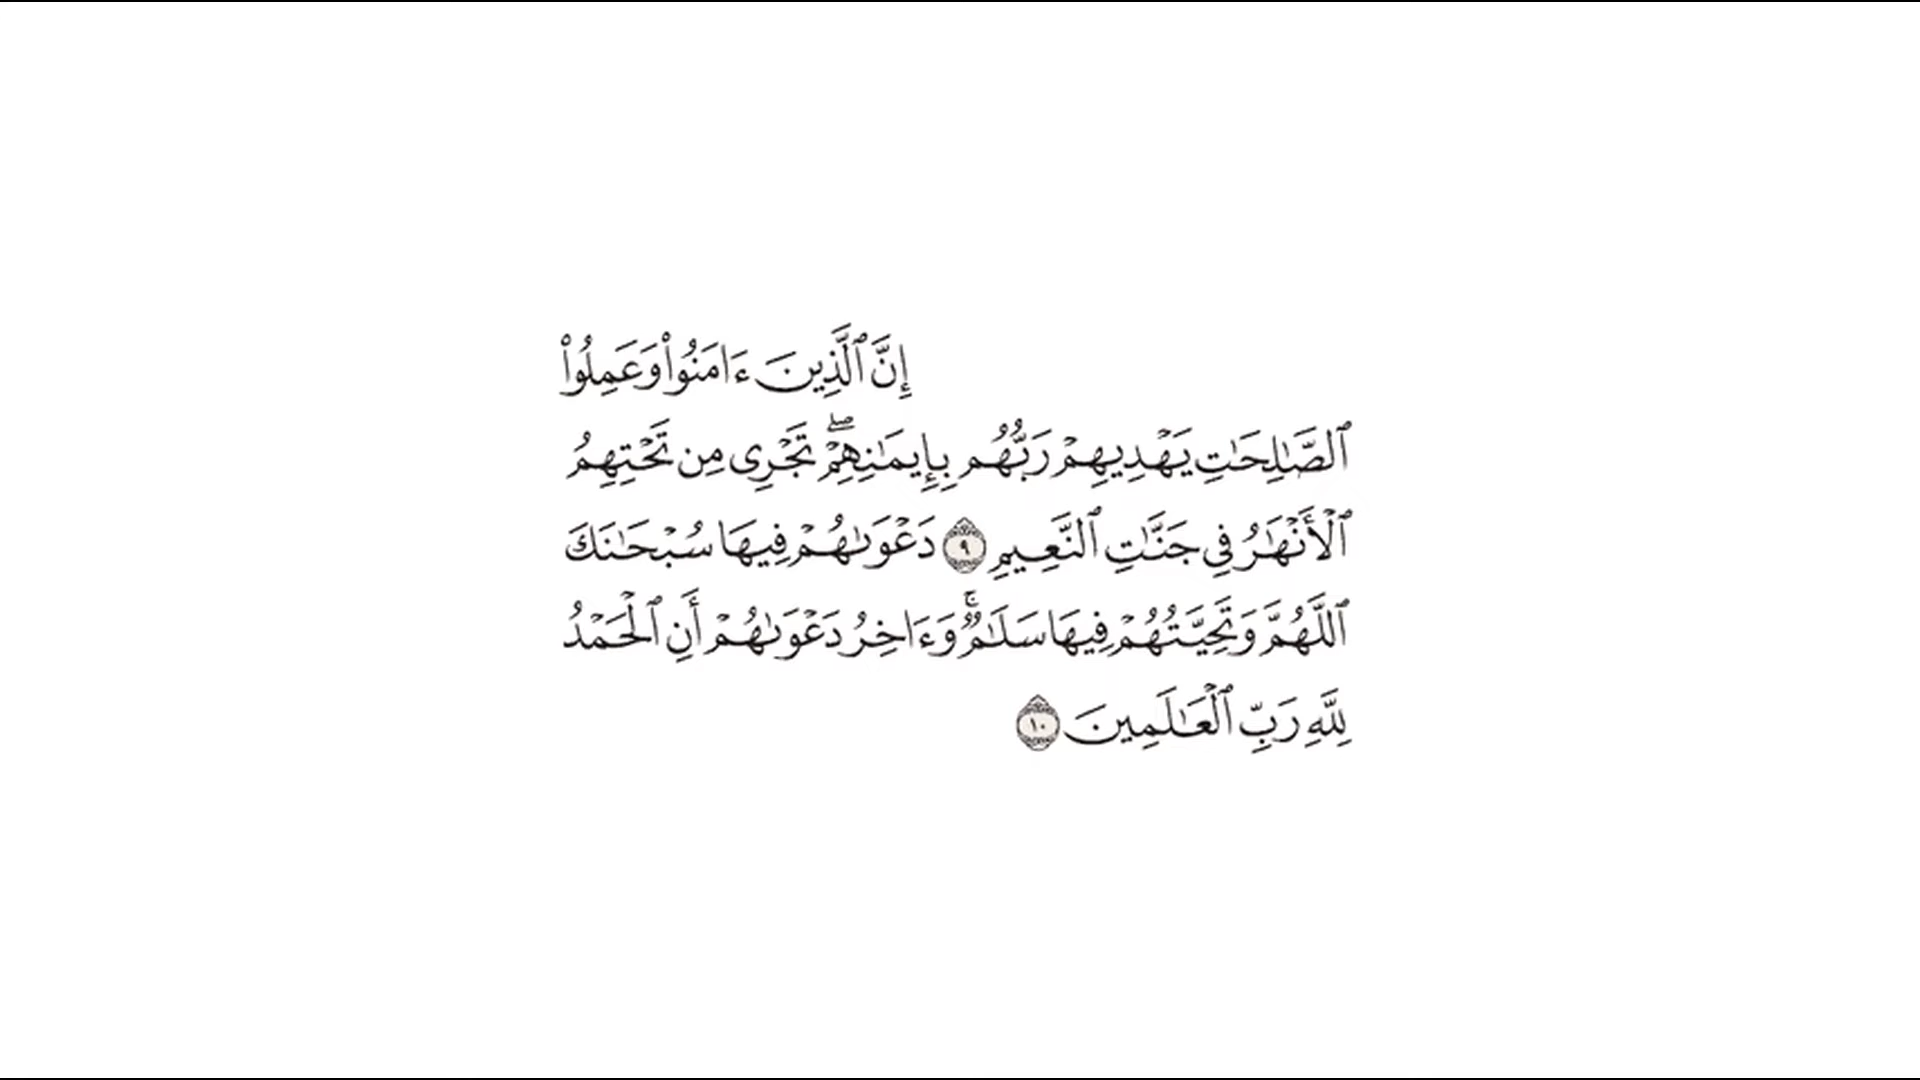 إِنَّ ٱلَّذِينَ ءَامَنُواْ وَعَمِلُواْ
ٱلصَّٰلِحَٰتِ يَهۡدِيهِمۡ رَبُّهُم بِإِيمَٰنِهِمۡۖ تَجۡرِي مِن تَحۡتِهِمُ
ٱلۡأَنۡهَٰرُ فِي جَنَّٰتِ ٱلنَّعِيمِ ٩ دَعۡوَىٰهُمۡ فِيهَا سُبۡحَٰنَكَ
ٱللَّهُمَّ وَتَحِيَّتُهُمۡ فِيهَا سَلَٰمٞۚ وَءَاخِرُ دَعۡوَىٰهُمۡ أَنِ ٱلۡحَمۡدُ
لِلَّهِ رَبِّ ٱلۡعَٰلَمِينَ ١٠